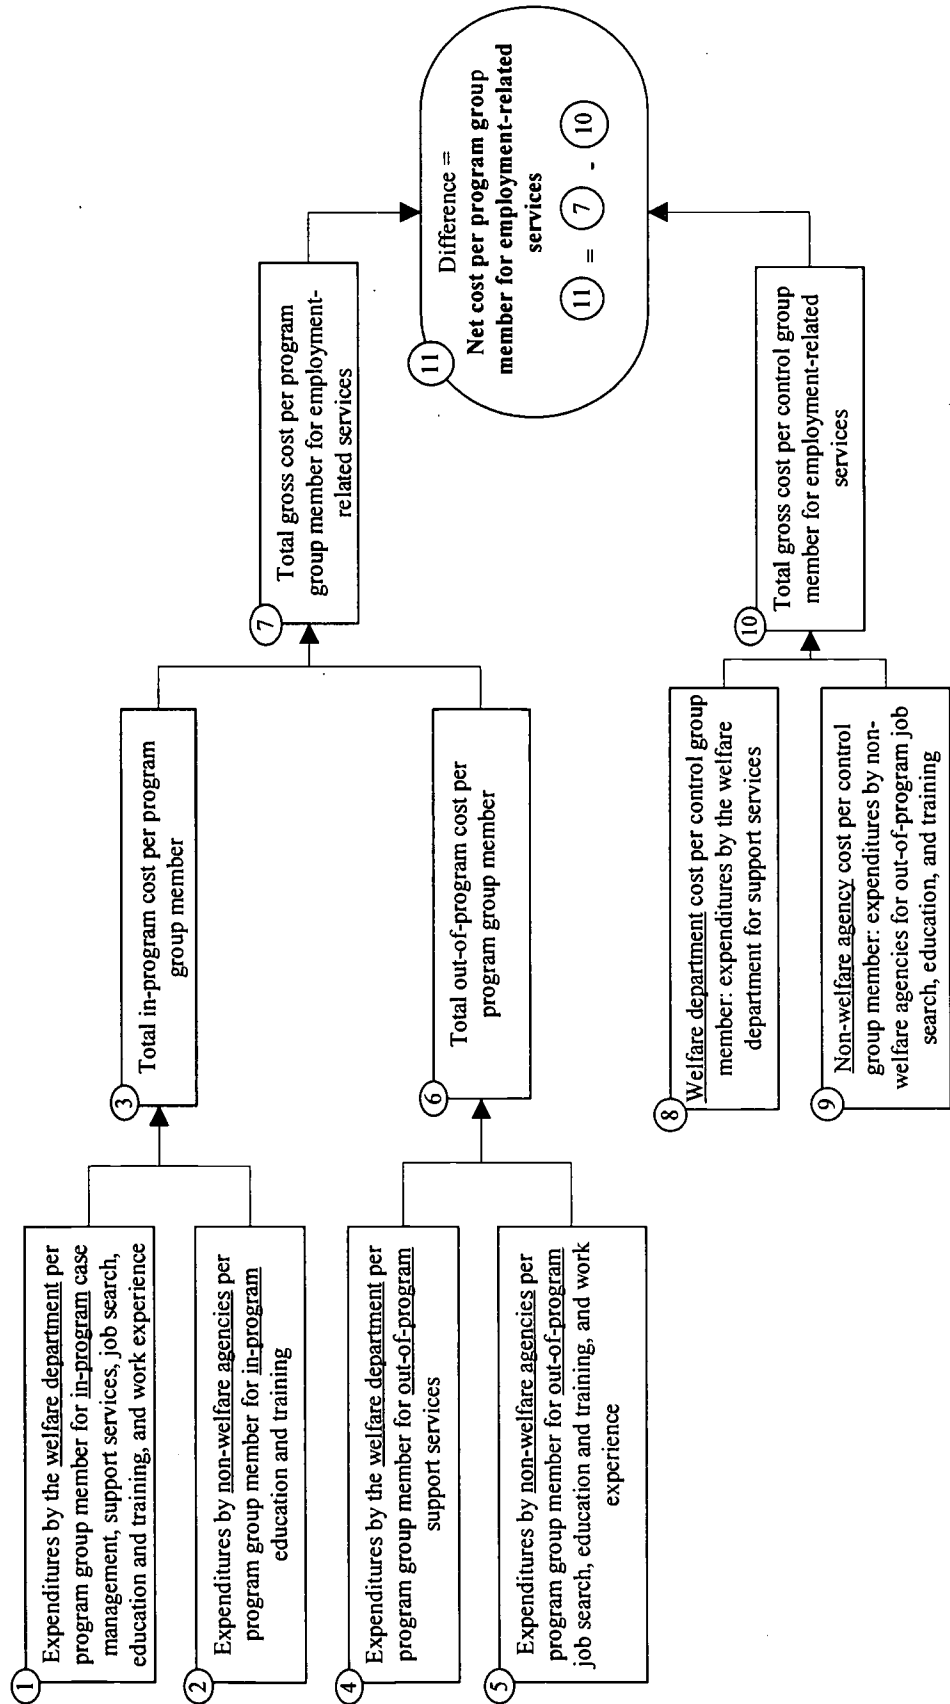 1
Expenditures by the welfare department per
program group member for in-program case
management, support services, job search,
education and training, and work experience
2
Expenditures by non-welfare agencies per
program group member for in-program
education and training
3
Total in-program cost per program
group member
4
Expenditures by the welfare department per
program group member for out-of-program
support services
5
Expenditures by non-welfare agencies per
program group member for out-of-program
job search, education and training, and work
experience
6
Total out-of-program cost per
program group member
7
Total gross cost per program
group member for employment-
related services
8
Welfare department cost per control group
member: expenditures by the welfare
department for support services
9
Non-welfare agency cost per control
group member: expenditures by non-
welfare agencies for out-of-program job
search, education, and training
10
Total gross cost per control group
member for employment-related
services
11
Difference =
Net cost per program group
member for employment-related
services
11 = 7 - 10